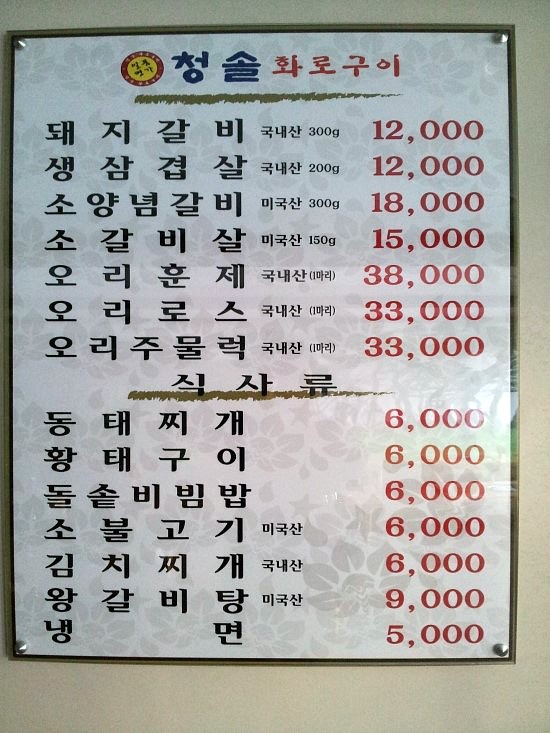 청솔 화로구이
돼지갈비 국내산 300g 12,000
생삼겹살 국내산 200g 12,000
소양념갈비 미국산 300g 18,000
소갈비살 미국산 150g 15,000
오리훈제 국내산 (1마리) 38,000
오리로스 국내산 (1마리) 33,000
오리주물럭 국내산 (1마리) 33,000
식사류
동태찌개 6,000
황태구이 6,000
돌솥비빔밥 6,000
소불고기 미국산 6,000
김치찌개 국내산 6,000
왕갈비탕 미국산 9,000
냉면 5,000